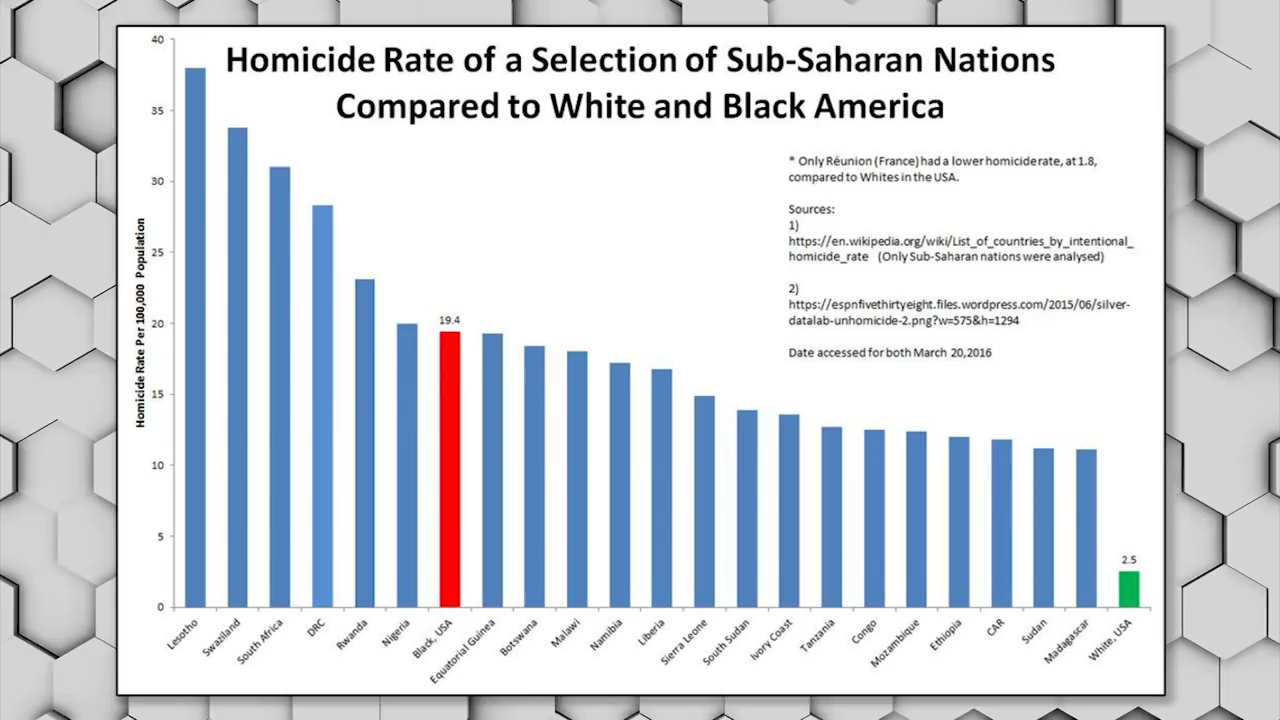 Homicide Rate of a Selection of Sub-Saharan Nations
Compared to White and Black America
* Only Réunion (France) had a lower homicide rate, at 1.8,
compared to Whites in the USA.
Sources:
1)
https://en.wikipedia.org/wiki/List_of_countries_by_intentional_
homicide_rate (Only Sub-Saharan nations were analysed)
2)
https://espnfivethirtyeight.files.wordpress.com/2015/06/silver-
datalab-unhomicide-2.png?w=575&h=1294
Date accessed for both March 20,2016
Homicide Rate Per 100,000 Population
40
35
30
25
20
15
10
5
0
19.4
2.5
Lesotho
Swaziland
South Africa
DRC
Rwanda
Nigeria
Black, USA
Equatorial Guinea
Botswana
Malawi
Namibia
Liberia
Sierra Leone
South Sudan
Ivory Coast
Tanzania
Congo
Mozambique
Ethiopia
CAR
Sudan
Madagascar
White, USA